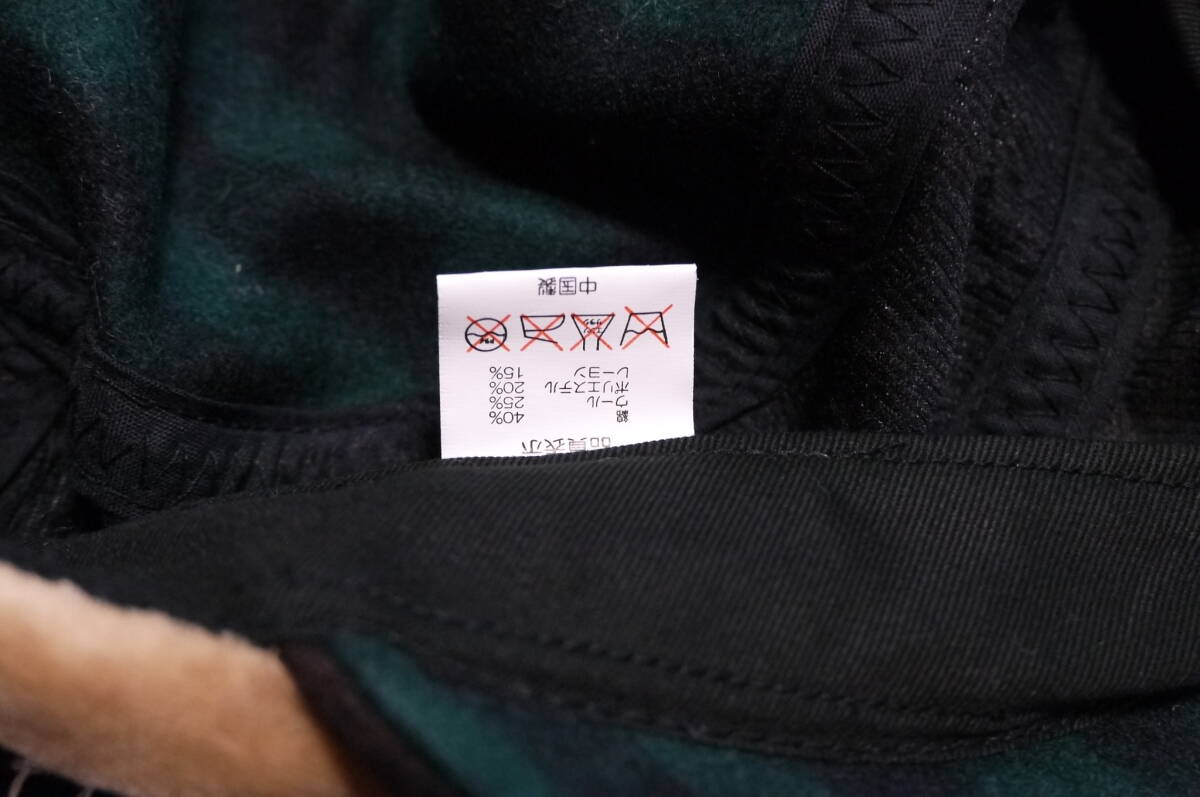 品質表示
綿 40%
ウール 25%
ポリエステル 20%
レーヨン 15%
中国製